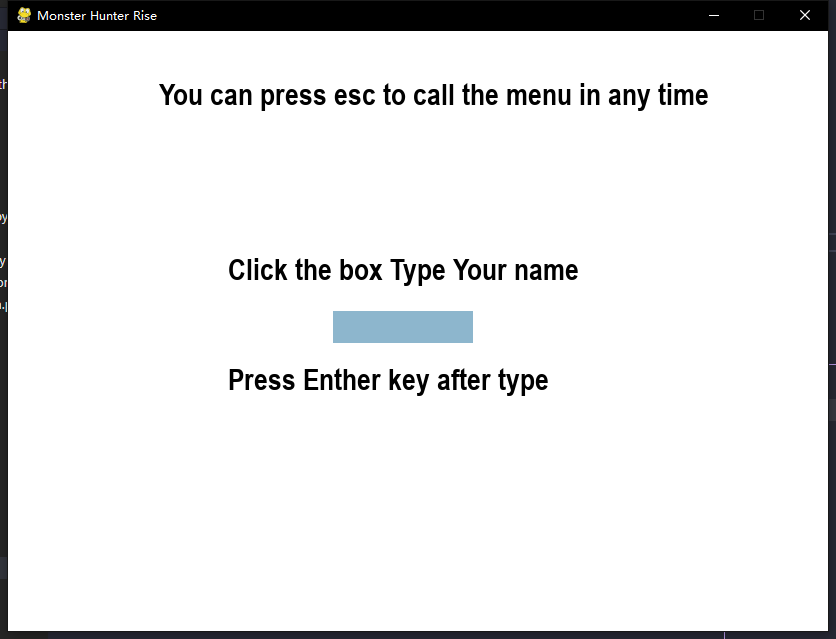 Monster Hunter Rise
You can press esc to call the menu in any time
Click the box Type Your name
Press Enther key after type